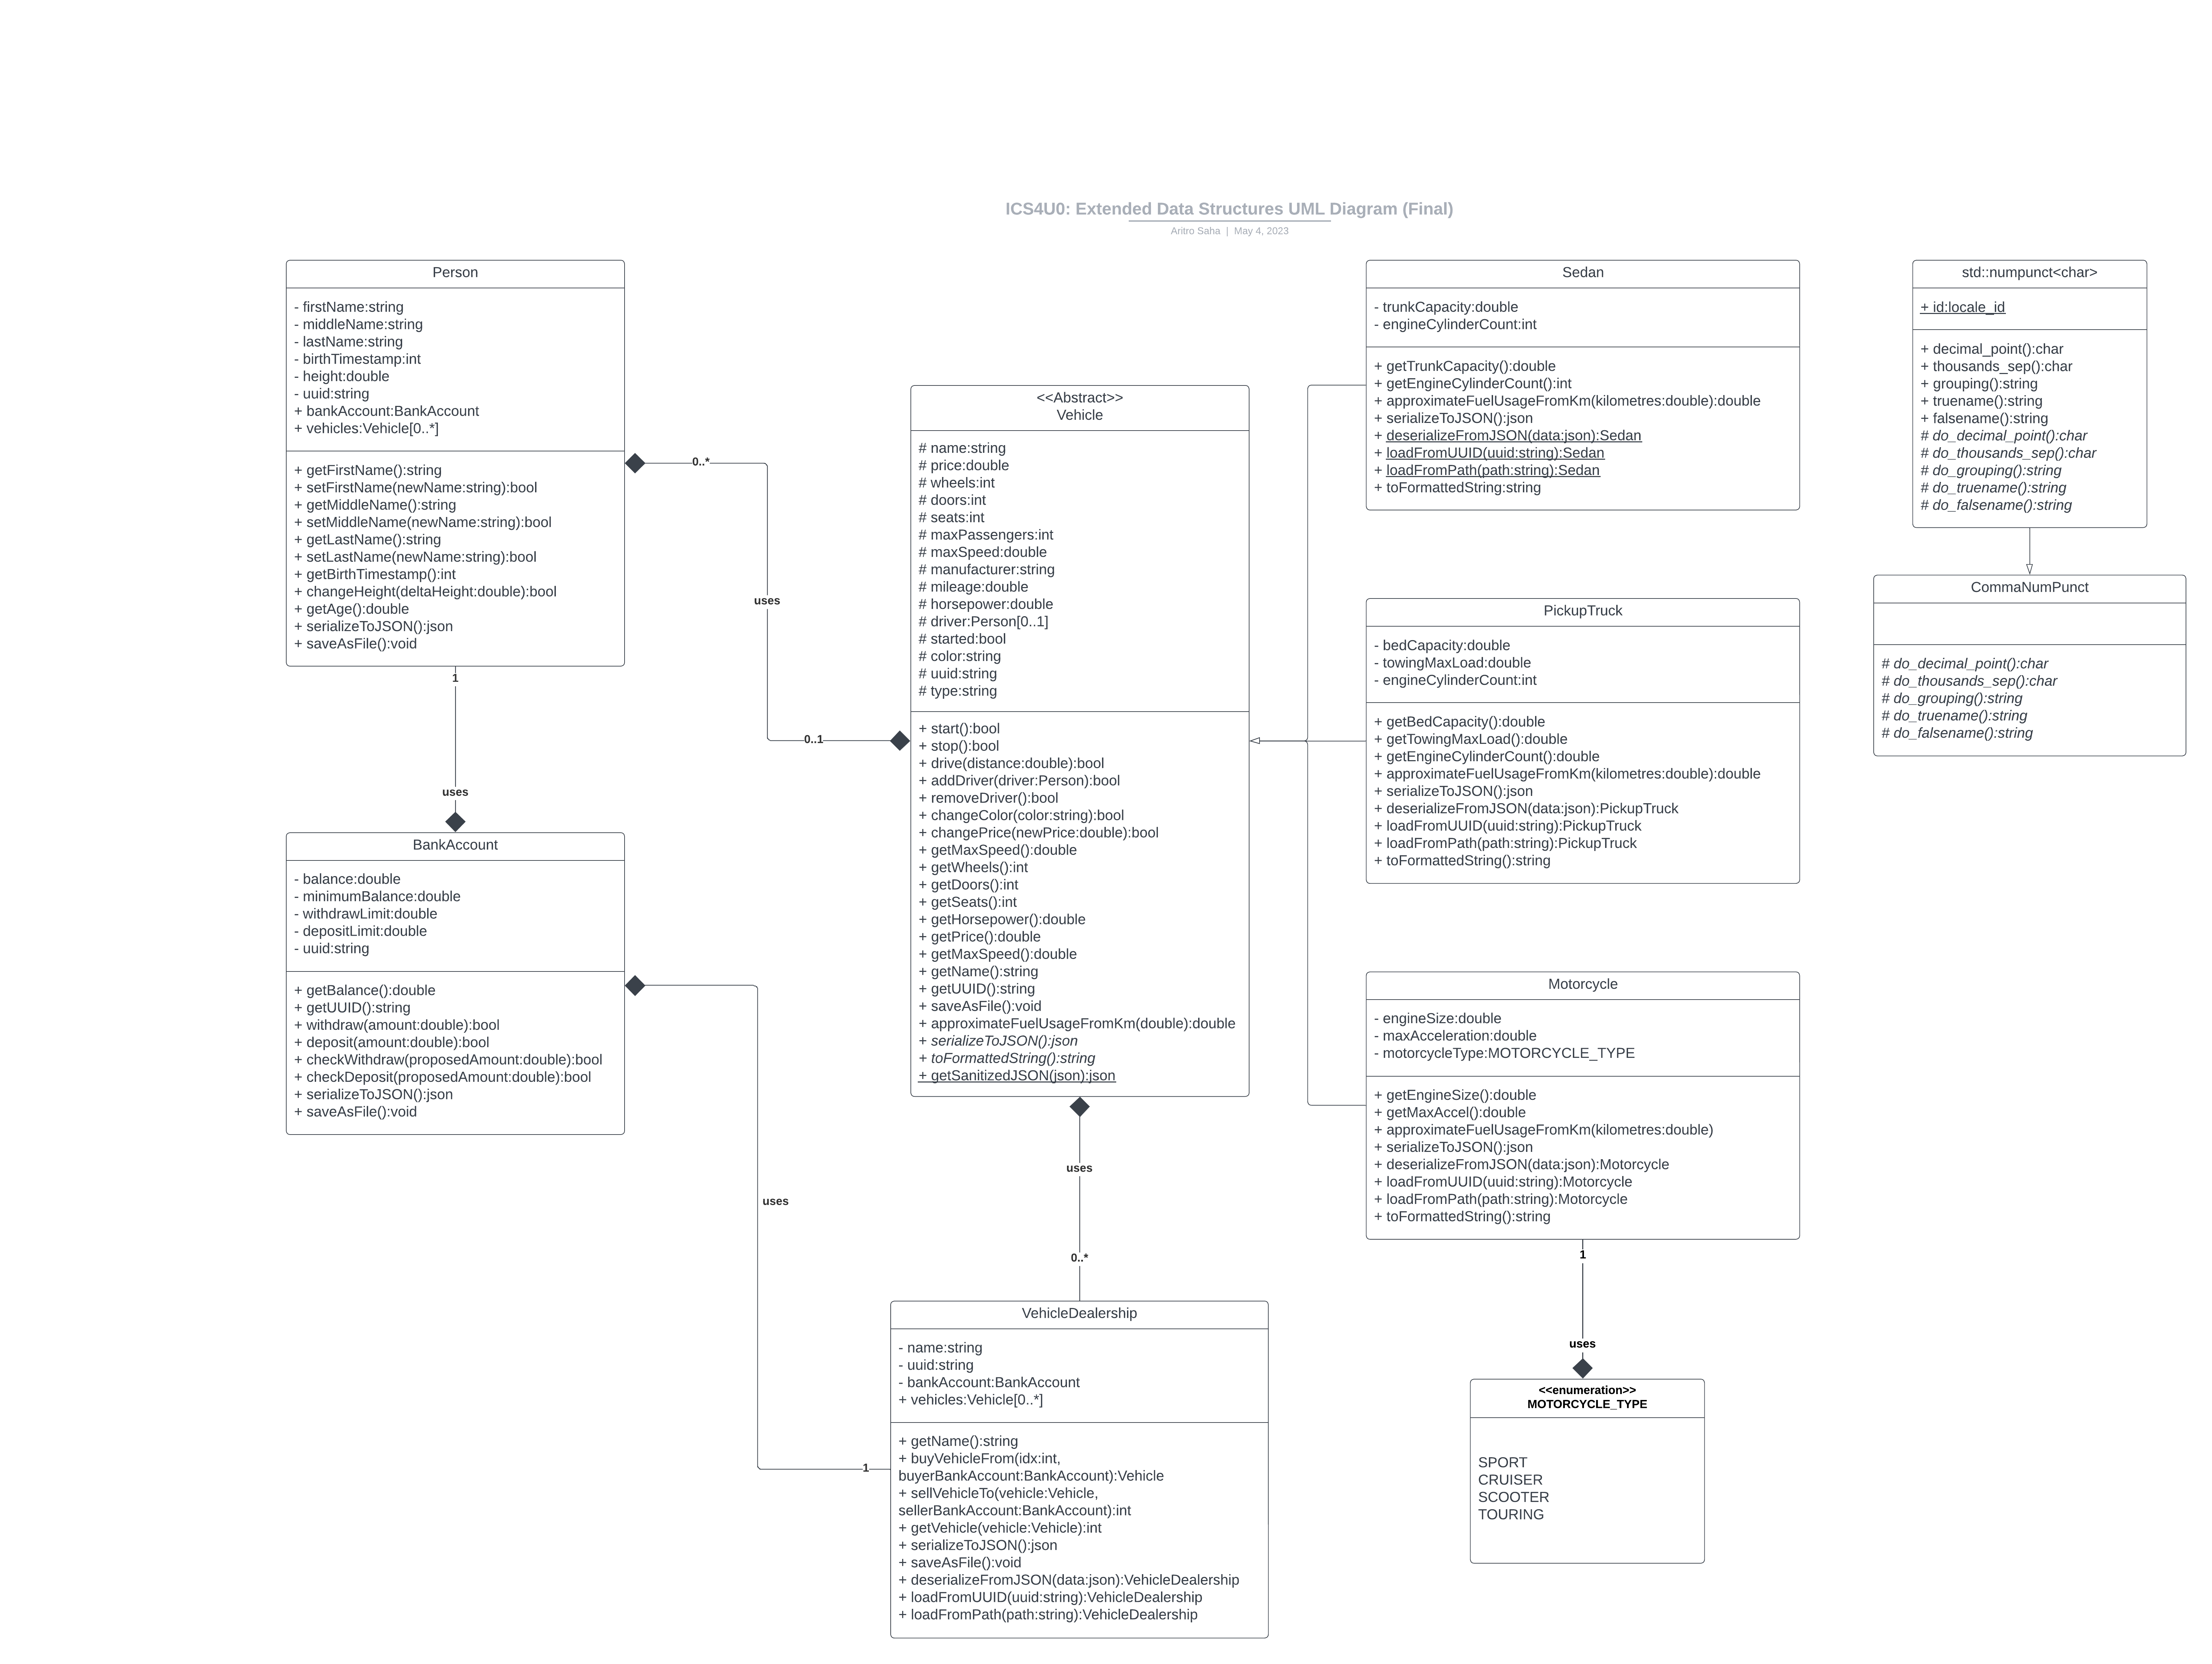 ICS4U0: Extended Data Structures UML Diagram (Final)
Aritro Saha | May 4, 2023
Person
- firstName:string
- middleName:string
- lastName:string
- birthTimestamp:int
- height:double
- uuid:string
+ bankAccount:BankAccount
+ vehicles:Vehicle[0..*]
+ getFirstName():string
+ setFirstName(newName:string):bool
+ getMiddleName():string
+ setMiddleName(newName:string):bool
+ getLastName():string
+ setLastName(newName:string):bool
+ getBirthTimestamp():int
+ changeHeight(deltaHeight:double):bool
+ getAge():double
+ serializeToJSON():json
+ saveAsFile():void
1
uses
BankAccount
- balance:double
- minimumBalance:double
- withdrawLimit:double
- depositLimit:double
- uuid:string
+ getBalance():double
+ getUUID():string
+ withdraw(amount:double):bool
+ deposit(amount:double):bool
+ checkWithdraw(proposedAmount:double):bool
+ checkDeposit(proposedAmount:double):bool
+ serializeToJSON():json
+ saveAsFile():void
0..*
uses
0..1
uses
1
<<Abstract>>
Vehicle
# name:string
# price:double
# wheels:int
# doors:int
# seats:int
# maxPassengers:int
# maxSpeed:double
# manufacturer:string
# mileage:double
# horsepower:double
# driver:Person[0..1]
# started:bool
# color:string
# uuid:string
# type:string
+ start():bool
+ stop():bool
+ drive(distance:double):bool
+ addDriver(driver:Person):bool
+ removeDriver():bool
+ changeColor(color:string):bool
+ changePrice(newPrice:double):bool
+ getMaxSpeed():double
+ getWheels():int
+ getDoors():int
+ getSeats():int
+ getHorsepower():double
+ getPrice():double
+ getMaxSpeed():double
+ getName():string
+ getUUID():string
+ saveAsFile():void
+ approximateFuelUsageFromKm(double):double
+ serializeToJSON():json
+ toFormattedString():string
+ getSanitizedJSON(json):json
uses
0..*
VehicleDealership
- name:string
- uuid:string
- bankAccount:BankAccount
+ vehicles:Vehicle[0..*]
+ getName():string
+ buyVehicleFrom(idx:int,
buyerBankAccount:BankAccount):Vehicle
+ sellVehicleTo(vehicle:Vehicle,
sellerBankAccount:BankAccount):int
+ getVehicle(vehicle:Vehicle):int
+ serializeToJSON():json
+ saveAsFile():void
+ deserializeFromJSON(data:json):VehicleDealership
+ loadFromUUID(uuid:string):VehicleDealership
+ loadFromPath(path:string):VehicleDealership
Sedan
- trunkCapacity:double
- engineCylinderCount:int
+ getTrunkCapacity():double
+ getEngineCylinderCount():int
+ approximateFuelUsageFromKm(kilometres:double):double
+ serializeToJSON():json
+ deserializeFromJSON(data:json):Sedan
+ loadFromUUID(uuid:string):Sedan
+ loadFromPath(path:string):Sedan
+ toFormattedString:string
PickupTruck
- bedCapacity:double
- towingMaxLoad:double
- engineCylinderCount:int
+ getBedCapacity():double
+ getTowingMaxLoad():double
+ getEngineCylinderCount():double
+ approximateFuelUsageFromKm(kilometres:double):double
+ serializeToJSON():json
+ deserializeFromJSON(data:json):PickupTruck
+ loadFromUUID(uuid:string):PickupTruck
+ loadFromPath(path:string):PickupTruck
+ toFormattedString():string
Motorcycle
- engineSize:double
- maxAcceleration:double
- motorcycleType:MOTORCYCLE_TYPE
+ getEngineSize():double
+ getMaxAccel():double
+ approximateFuelUsageFromKm(kilometres:double)
+ serializeToJSON():json
+ deserializeFromJSON(data:json):Motorcycle
+ loadFromUUID(uuid:string):Motorcycle
+ loadFromPath(path:string):Motorcycle
+ toFormattedString():string
1
uses
<<enumeration>>
MOTORCYCLE_TYPE
SPORT
CRUISER
SCOOTER
TOURING
std::numpunct<char>
+ id:locale_id
+ decimal_point():char
+ thousands_sep():char
+ grouping():string
+ truename():string
+ falsename():string
# do_decimal_point():char
# do_thousands_sep():char
# do_grouping():string
# do_truename():string
# do_falsename():string
CommaNumPunct
# do_decimal_point():char
# do_thousands_sep():char
# do_grouping():string
# do_truename():string
# do_falsename():string